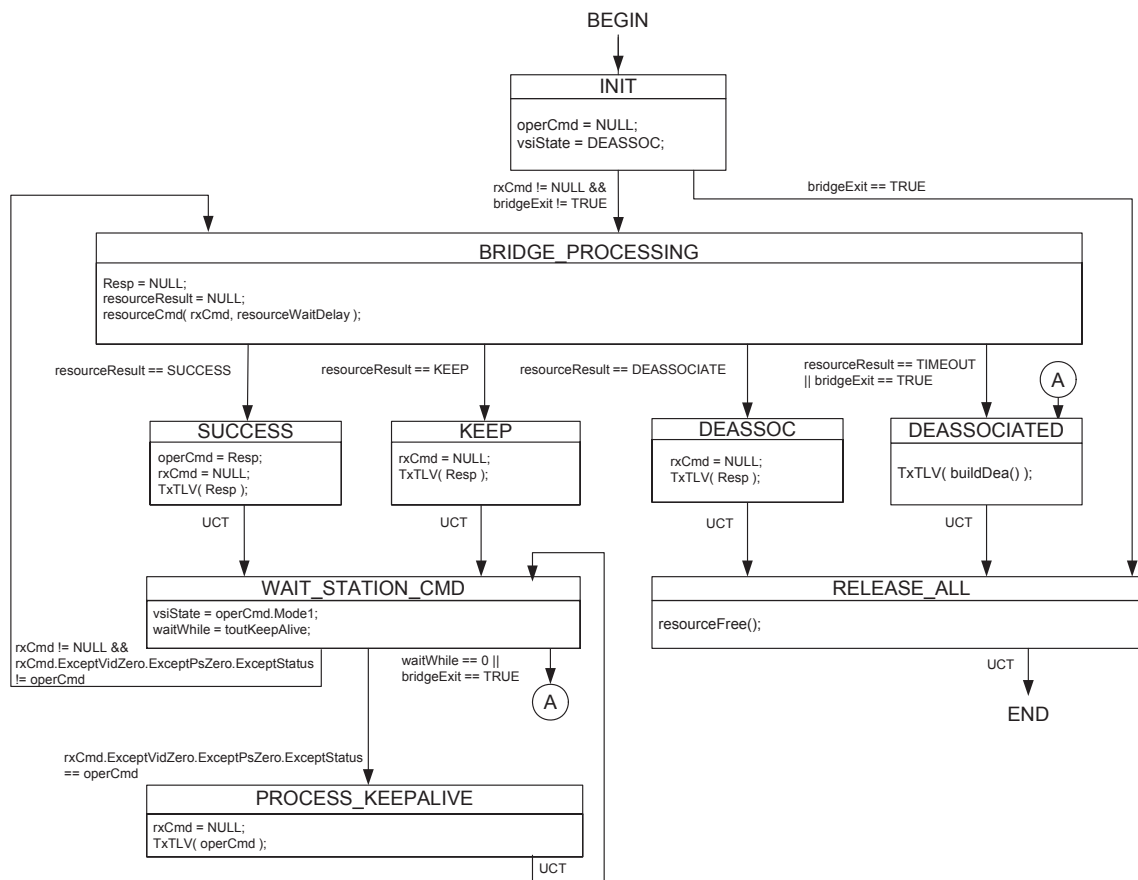 BEGIN
INIT
operCmd = NULL;
vsiState = DEASSOC;
rxCmd != NULL &&
bridgeExit != TRUE
bridgeExit == TRUE
BRIDGE_PROCESSING
Resp = NULL;
resourceResult = NULL;
resourceCmd( rxCmd, resourceWaitDelay );
resourceResult == SUCCESS
resourceResult == KEEP
resourceResult == DEASSOCIATE
resourceResult == TIMEOUT
|| bridgeExit == TRUE
A
SUCCESS
operCmd = Resp;
rxCmd = NULL;
TxTLV( Resp );
KEEP
rxCmd = NULL;
TxTLV( Resp );
DEASSOC
rxCmd = NULL;
TxTLV( Resp );
DEASSOCIATED
TxTLV( buildDea() );
UCT
UCT
UCT
UCT
WAIT_STATION_CMD
vsiState = operCmd.Mode1;
waitWhile = toutKeepAlive;
RELEASE_ALL
resourceFree();
rxCmd != NULL &&
rxCmd.ExceptVidZero.ExceptPsZero.ExceptStatus
!= operCmd
waitWhile == 0 ||
bridgeExit == TRUE
A
UCT
END
rxCmd.ExceptVidZero.ExceptPsZero.ExceptStatus
== operCmd
PROCESS_KEEPALIVE
rxCmd = NULL;
TxTLV( operCmd );
UCT